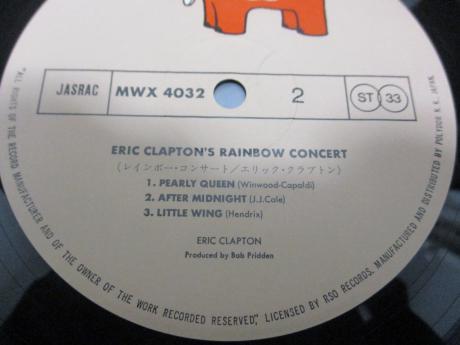 JASRAC MWX 4032 2 ST 33
ERIC CLAPTON'S RAINBOW CONCERT
(レインボー・コンサート/エリック・クラプトン)
1. PEARLY QUEEN (Winwood-Capaldi)
2. AFTER MIDNIGHT (J.J.Cale)
3. LITTLE WING (Hendrix)
ERIC CLAPTON
Produced by Bob Pridden
"ALL RIGHTS OF THE RECORD MANUFACTURER AND OF THE OWNER OF THE WORK RECORDED RESERVED," LICENSED BY RSO RECORDS. MANUFACTURED AND DISTRIBUTED BY POLYDOR K. K. JAPAN.